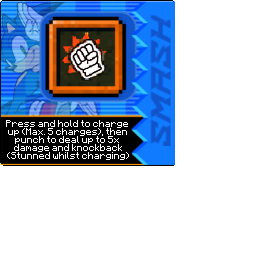 SMASH
Press and hold to charge
up (Max. 5 charges), then
punch to deal up to 5x
damage and knockback
(Stunned whilst charging)